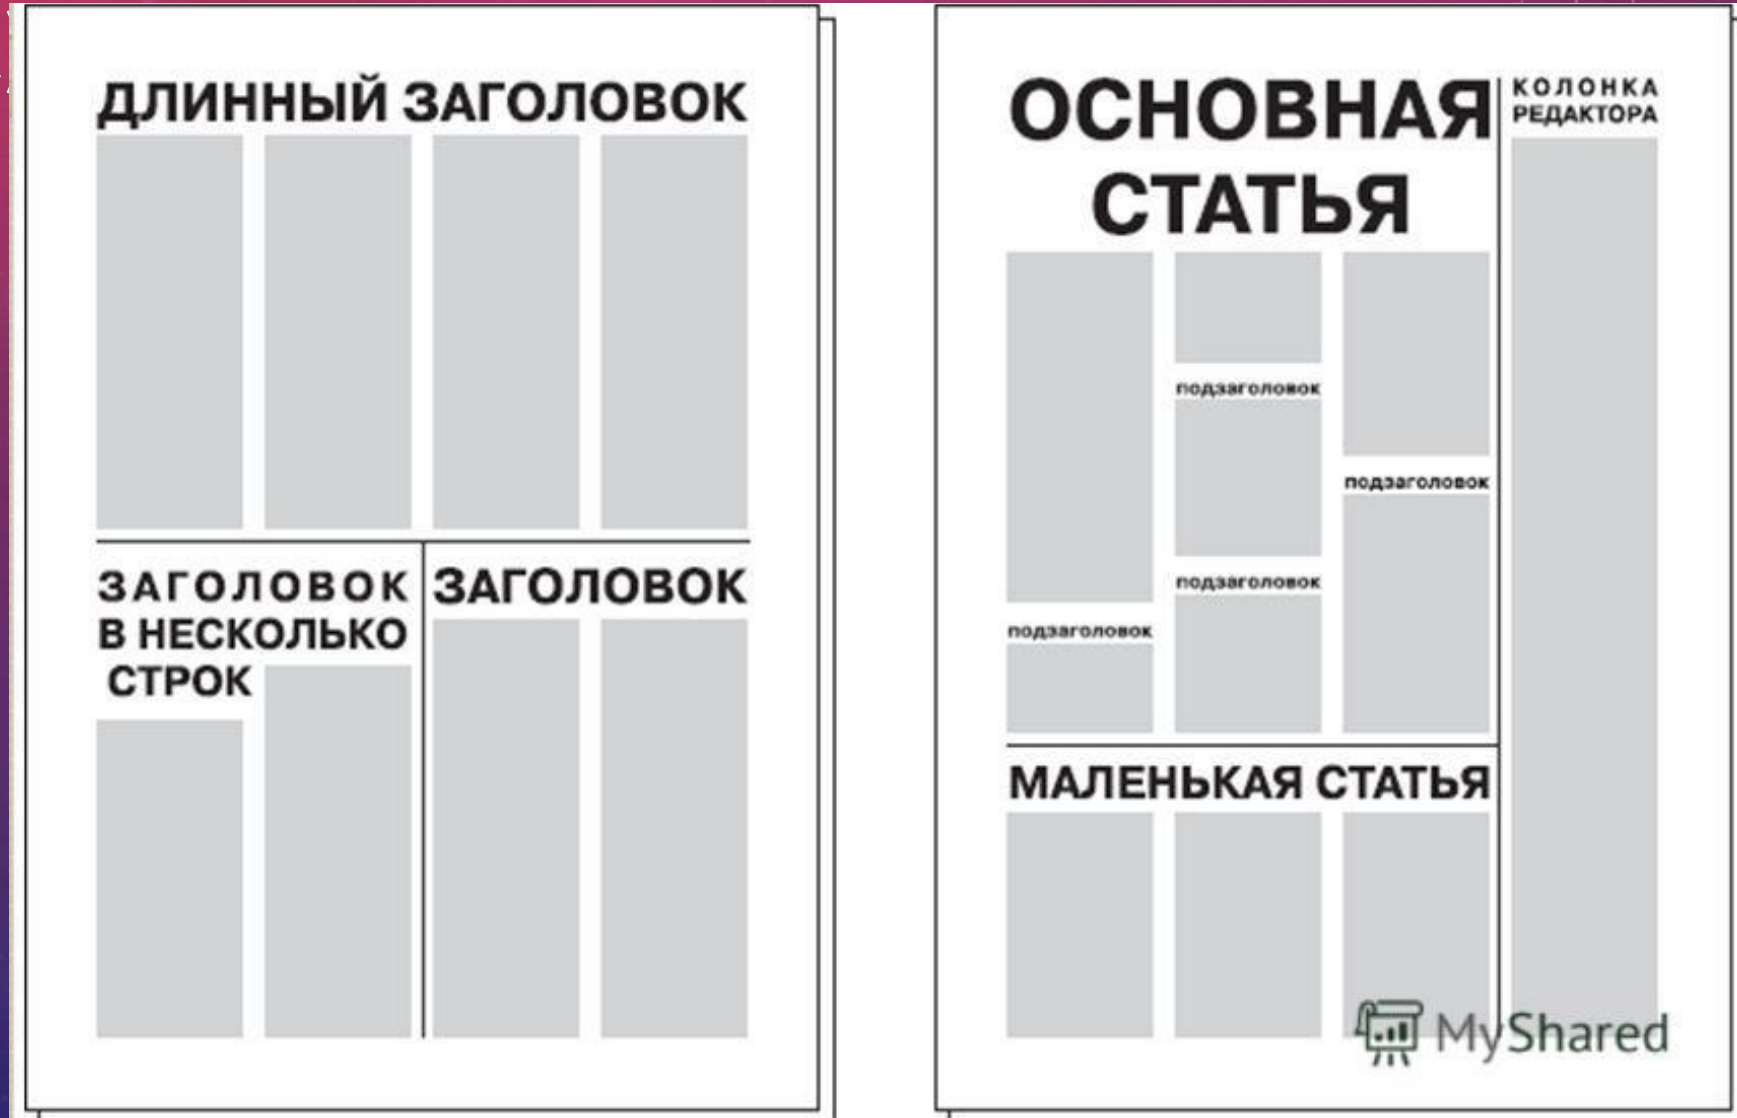 ДЛИННЫЙ ЗАГОЛОВОК
ЗАГОЛОВОК
В НЕСКОЛЬКО
СТРОК
ЗАГОЛОВОК
ОСНОВНАЯ
СТАТЬЯ
подзаголовок
подзаголовок
подзаголовок
подзаголовок
МАЛЕНЬКАЯ СТАТЬЯ
КОЛОНКА
РЕДАКТОРА
MyShared